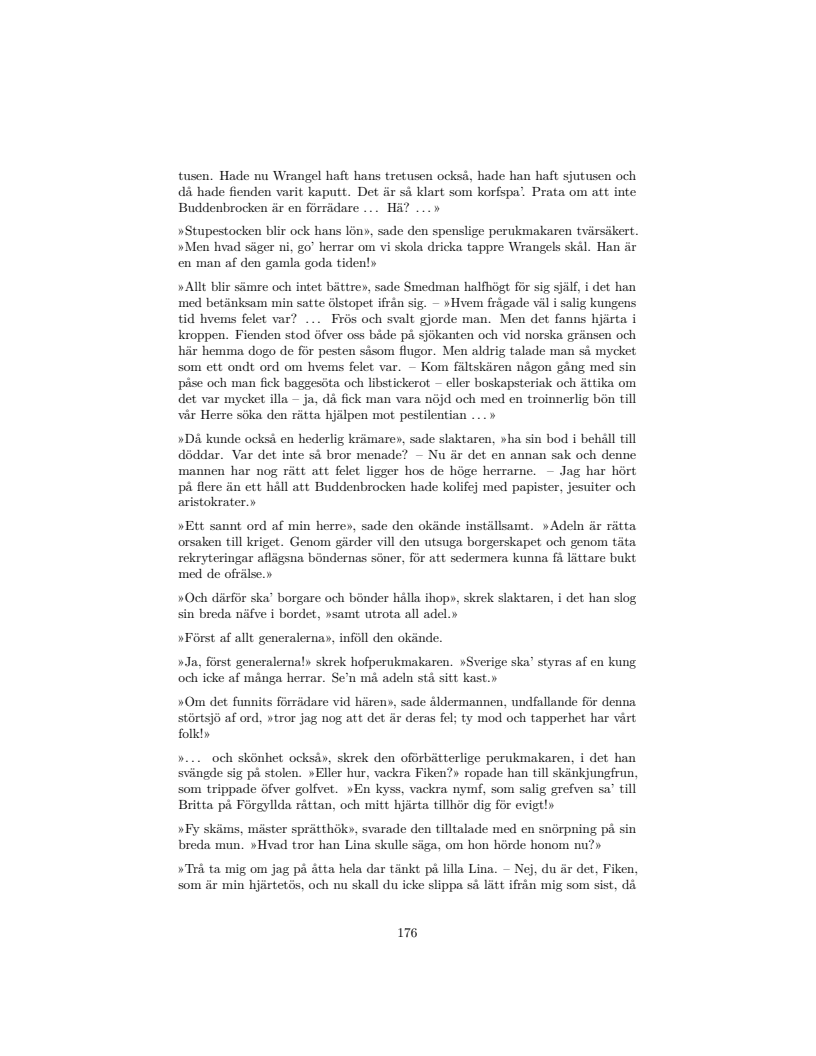 tusen. Hade nu Wrangel haft hans tretusen också, hade han haft sjutusen och
då hade fienden varit kaputt. Det är så klart som korfspa’. Prata om att inte
Buddenbrocken är en förrädare ... Hä? ...»
»Stupestocken blir ock hans lön», sade den spenslige perukmakaren tvärsäkert.
»Men hvad säger ni, go’ herrar om vi skola dricka tappre Wrangels skål. Han är
en man af den gamla goda tiden!»
»Allt blir sämre och intet bättre», sade Smedman halfhögt för sig själf, i det han
med betänksam min satte ölstopet ifrån sig. – »Hvem frågade väl i salig kungens
tid hvems felet var? ... Frös och svalt gjorde man. Men det fanns hjärta i
kroppen. Fienden stod öfver oss både på sjökanten och vid norska gränsen och
här hemma dogo de för pesten såsom flugor. Men aldrig talade man så mycket
som ett ondt ord om hvems felet var. – Kom fältskären någon gång med sin
påse och man fick baggesöta och libstickerot – eller boskapsteriak och ättika om
det var mycket illa – ja, då fick man vara nöjd och med en troinnerlig bön till
vår Herre söka den rätta hjälpen mot pestilentian ...»
»Då kunde också en hederlig krämare», sade slaktaren, »ha sin bod i behåll till
döddar. Var det inte så bror menade? – Nu är det en annan sak och denne
mannen har nog rätt att felet ligger hos de höge herrarne. – Jag har hört
på flere än ett håll att Buddenbrocken hade kolifej med papister, jesuiter och
aristokrater.»
»Ett sannt ord af min herre», sade den okände inställsamt. »Adeln är rätta
orsaken till kriget. Genom gärder vill den utsuga borgerskapet och genom täta
rekryteringar aflägsna böndernas söner, för att sedermera kunna få lättare bukt
med de ofrälse.»
»Och därför ska’ borgare och bönder hålla ihop», skrek slaktaren, i det han slog
sin breda näfve i bordet, »samt utrota all adel.»
»Först af allt generalerna», inföll den okände.
»Ja, först generalerna!» skrek hofperukmakaren. »Sverige ska’ styras af en kung
och icke af många herrar. Se’n må adeln stå sitt kast.»
»Om det funnits förrädare vid hären», sade åldermannen, undfallande för denna
störtsjö af ord, »tror jag nog att det är deras fel; ty mod och tapperhet har vårt
folk!»
»... och skönhet också», skrek den oförbätterlige perukmakaren, i det han
svängde sig på stolen. »Eller hur, vackra Fiken?» ropade han till skänkjungfrun,
som trippade öfver golfvet. »En kyss, vackra nymf, som salig grefven sa’ till
Britta på Förgyllda råttan, och mitt hjärta tillhör dig för evigt!»
»Fy skäms, mäster sprätthök», svarade den tilltalade med en snörpning på sin
breda mun. »Hvad tror han Lina skulle säga, om hon hörde honom nu?»
»Trå ta mig om jag på åtta hela dar tänkt på lilla Lina. – Nej, du är det, Fiken,
som är min hjärtetös, och nu skall du icke slippa så lätt ifrån mig som sist, då
176